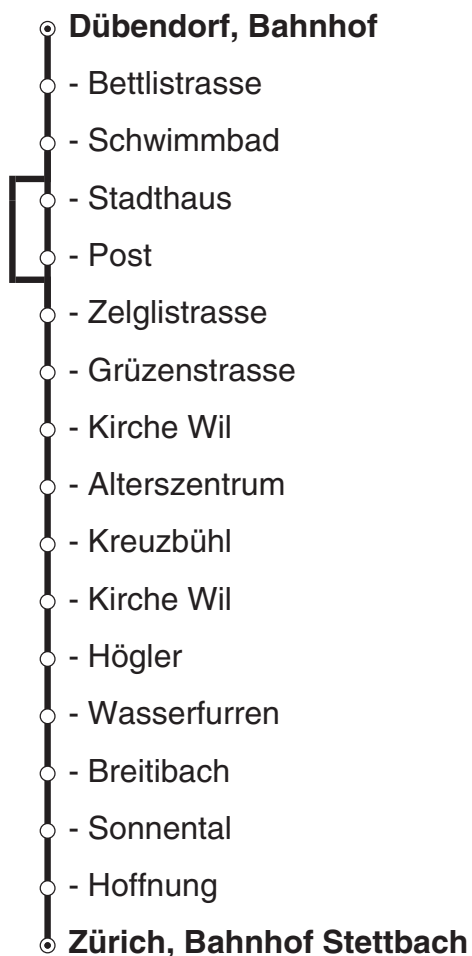 Dübendorf, Bahnhof
- Bettlistrasse
- Schwimmbad
- Stadthaus
- Post
- Zelglistrasse
- Grüzenstrasse
- Kirche Wil
- Alterszentrum
- Kreuzbühl
- Kirche Wil
- Högler
- Wasserfurren
- Breitibach
- Sonnental
- Hoffnung
Zürich, Bahnhof Stettbach